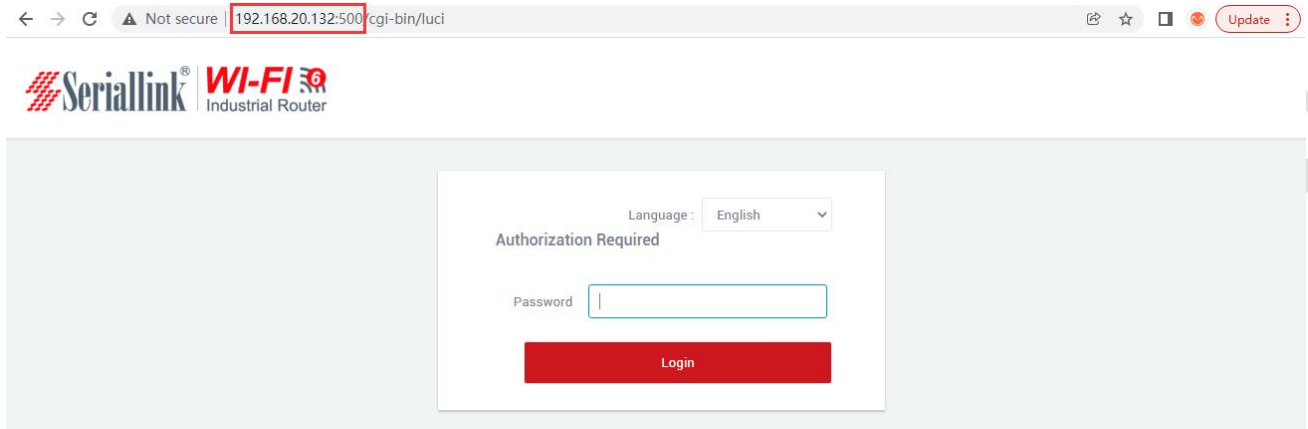 Not secure 192.168.20.132:500/cgi-bin/luci Update
Seriallink® WI-FI 6
Industrial Router
Language : English
Authorization Required
Password
Login